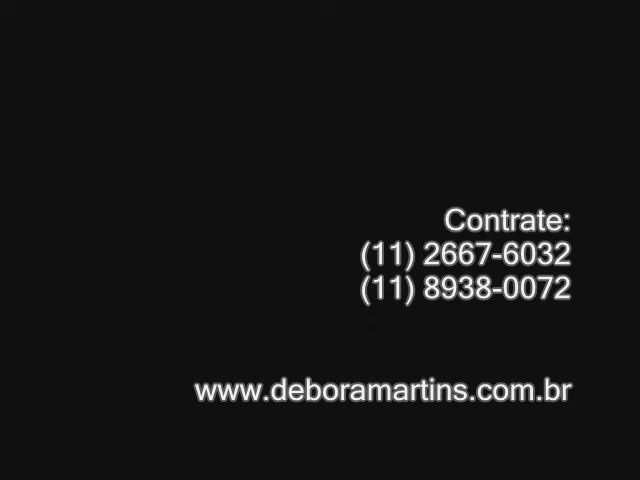 Contrate:
(11) 2667-6032
(11) 8938-0072
www.deboramartins.com.br